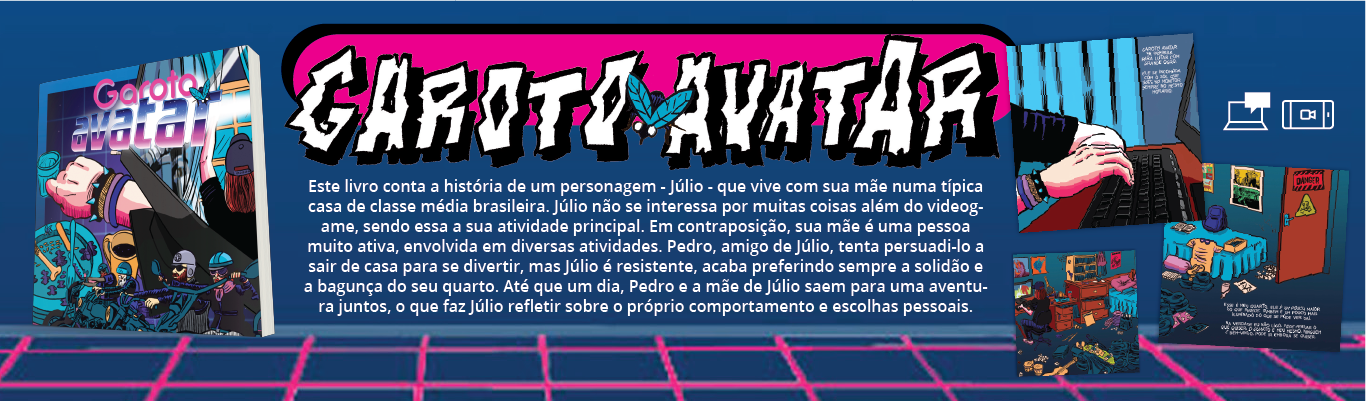 Garoto
avatar
GAROTO AVATAR
Este livro conta a história de um personagem - Júlio - que vive com sua mãe numa típica
casa de classe média brasileira. Júlio não se interessa por muitas coisas além do videog-
ame, sendo essa a sua atividade principal. Em contraposição, sua mãe é uma pessoa
muito ativa, envolvida em diversas atividades. Pedro, amigo de Júlio, tenta persuadi-lo a
sair de casa para se divertir, mas Júlio é resistente, acaba preferindo sempre a solidão e
a bagunça do seu quarto. Até que um dia, Pedro e a mãe de Júlio saem para uma aventu-
ra juntos, o que faz Júlio refletir sobre o próprio comportamento e escolhas pessoais.
GAROTO AVATAR
DANGER